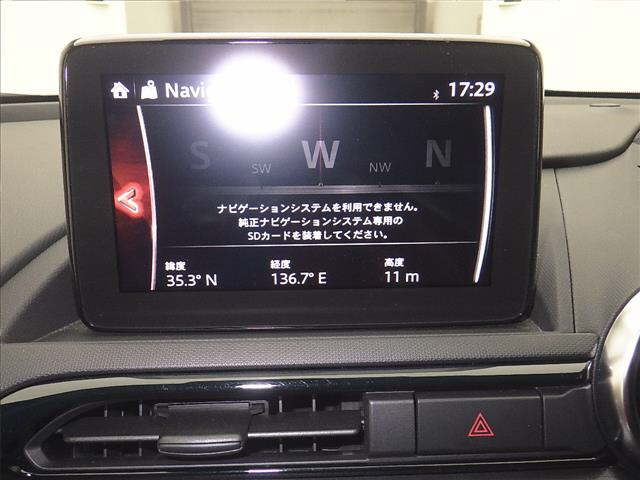 Navi
17:29
S SW W NW N
ナビゲーションシステムを利用できません。
純正ナビゲーションシステム専用の
SDカードを装着してください。
緯度 経度 高度
35.3° N 136.7° E 11 m